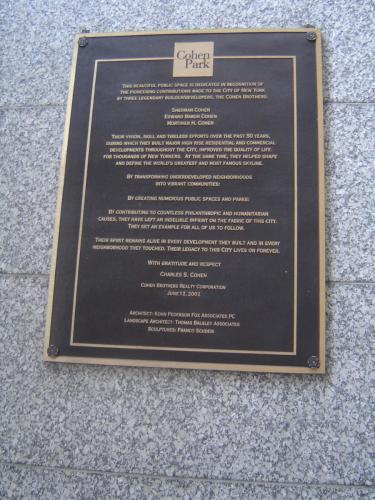 Cohen
Park
THIS BEAUTIFUL PUBLIC SPACE IS DEDICATED IN RECOGNITION OF
THE PIONEERING CONTRIBUTIONS MADE TO THE CITY OF NEW YORK
BY THREE LEGENDARY BUILDER/DEVELOPERS, THE COHEN BROTHERS:
SHERMAN COHEN
EDWARD BARON COHEN
MORTIMER H. COHEN
THEIR VISION, SKILL AND TIRELESS EFFORTS OVER THE PAST 50 YEARS,
DURING WHICH THEY BUILT MAJOR HIGH RISE RESIDENTIAL AND COMMERCIAL
DEVELOPMENTS THROUGHOUT THE CITY, IMPROVED THE QUALITY OF LIFE
FOR THOUSANDS OF NEW YORKERS. AT THE SAME TIME, THEY HELPED SHAPE
AND DEFINE THE WORLD'S GREATEST AND MOST FAMOUS SKYLINE.
BY TRANSFORMING UNDERDEVELOPED NEIGHBORHOODS
INTO VIBRANT COMMUNITIES:
BY CREATING NUMEROUS PUBLIC SPACES AND PARKS:
BY CONTRIBUTING TO COUNTLESS PHILANTHROPIC AND HUMANITARIAN
CAUSES, THEY HAVE LEFT AN INDELIBLE IMPRINT ON THE FABRIC OF THIS CITY.
THEY SET AN EXAMPLE FOR ALL OF US TO FOLLOW.
THEIR SPIRIT REMAINS ALIVE IN EVERY DEVELOPMENT THEY BUILT AND IN EVERY
NEIGHBORHOOD THEY TOUCHED. THEIR LEGACY TO THIS CITY LIVES ON FOREVER.
WITH GRATITUDE AND RESPECT
CHARLES S. COHEN
COHEN BROTHERS REALTY CORPORATION
JUNE 12, 2001
ARCHITECT: KOHN PEDERSON FOX ASSOCIATES PC
LANDSCAPE ARCHITECT: THOMAS BALSLEY ASSOCIATES
SCULPTURES: FRANCO SCUDERI